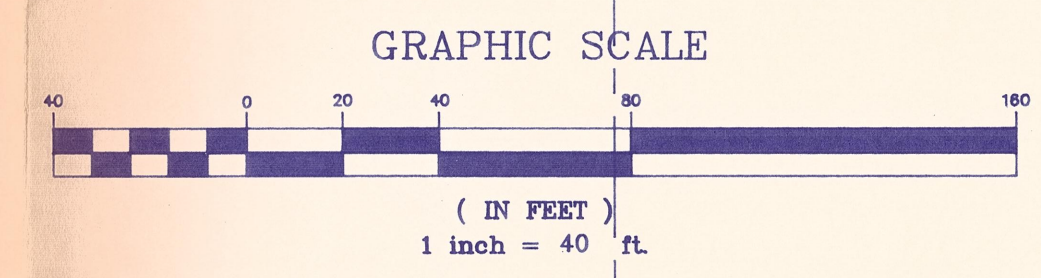 GRAPHIC SCALE
40 0 20 40 80 160
( IN FEET )
1 inch = 40 ft.